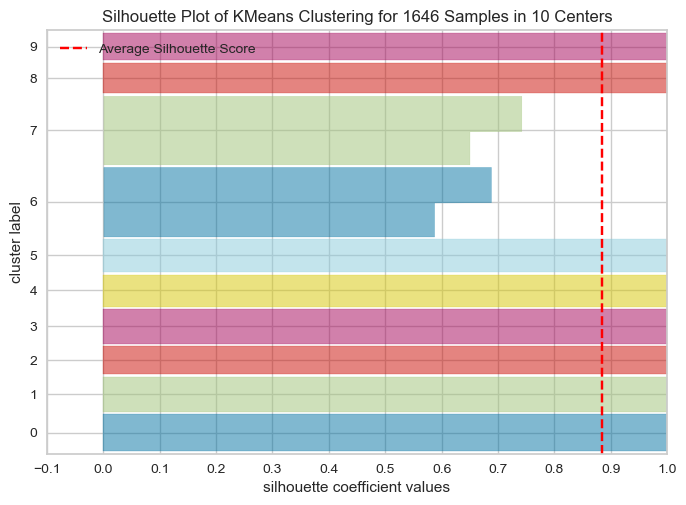 Silhouette Plot of KMeans Clustering for 1646 Samples in 10 Centers
Average Silhouette Score
cluster label
9
8
7
6
5
4
3
2
1
0
−0.1 0.0 0.1 0.2 0.3 0.4 0.5 0.6 0.7 0.8 0.9 1.0
silhouette coefficient values